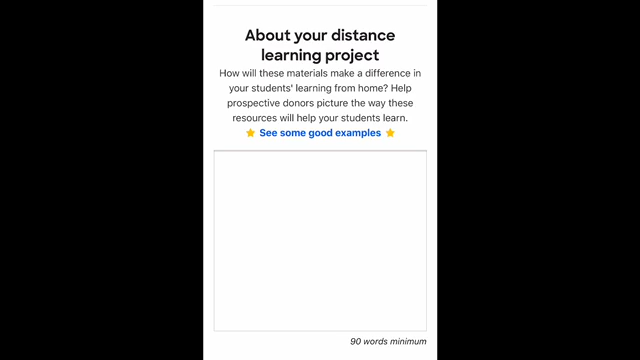 About your distance
learning project
How will these materials make a difference in
your students' learning from home? Help
prospective donors picture the way these
resources will help your students learn.
⭐ See some good examples ⭐
90 words minimum